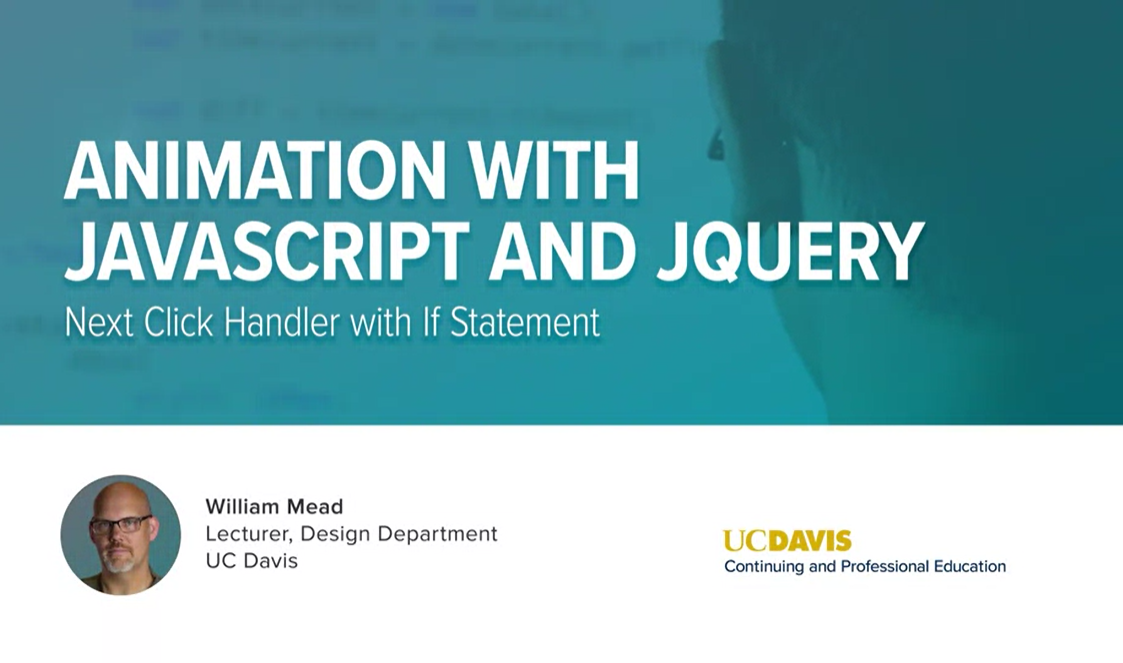 ANIMATION WITH
JAVASCRIPT AND JQUERY
Next Click Handler with If Statement
William Mead
Lecturer, Design Department
UC Davis
UCDAVIS
Continuing and Professional Education